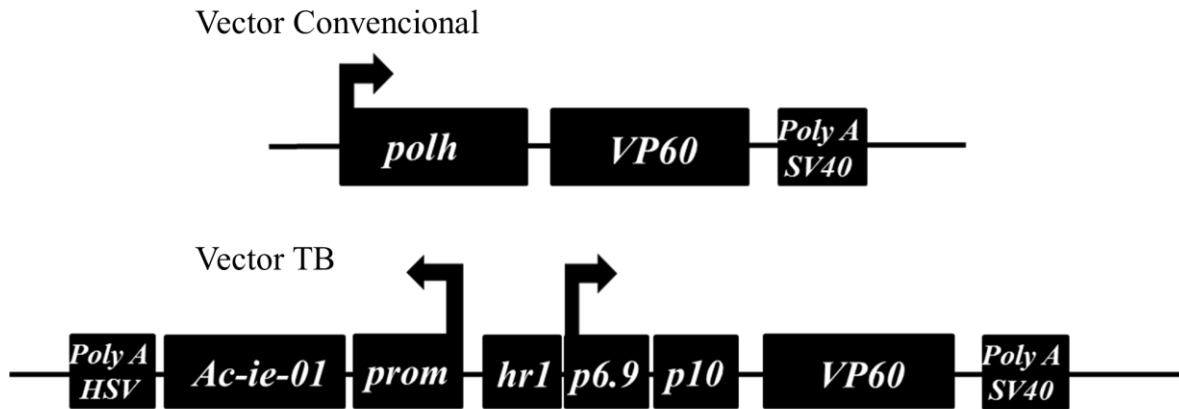 Vector Convencional
polh VP60 Poly A SV40
Vector TB
Poly A HSV Ac-ie-01 prom hr1 p6.9 p10 VP60 Poly A SV40